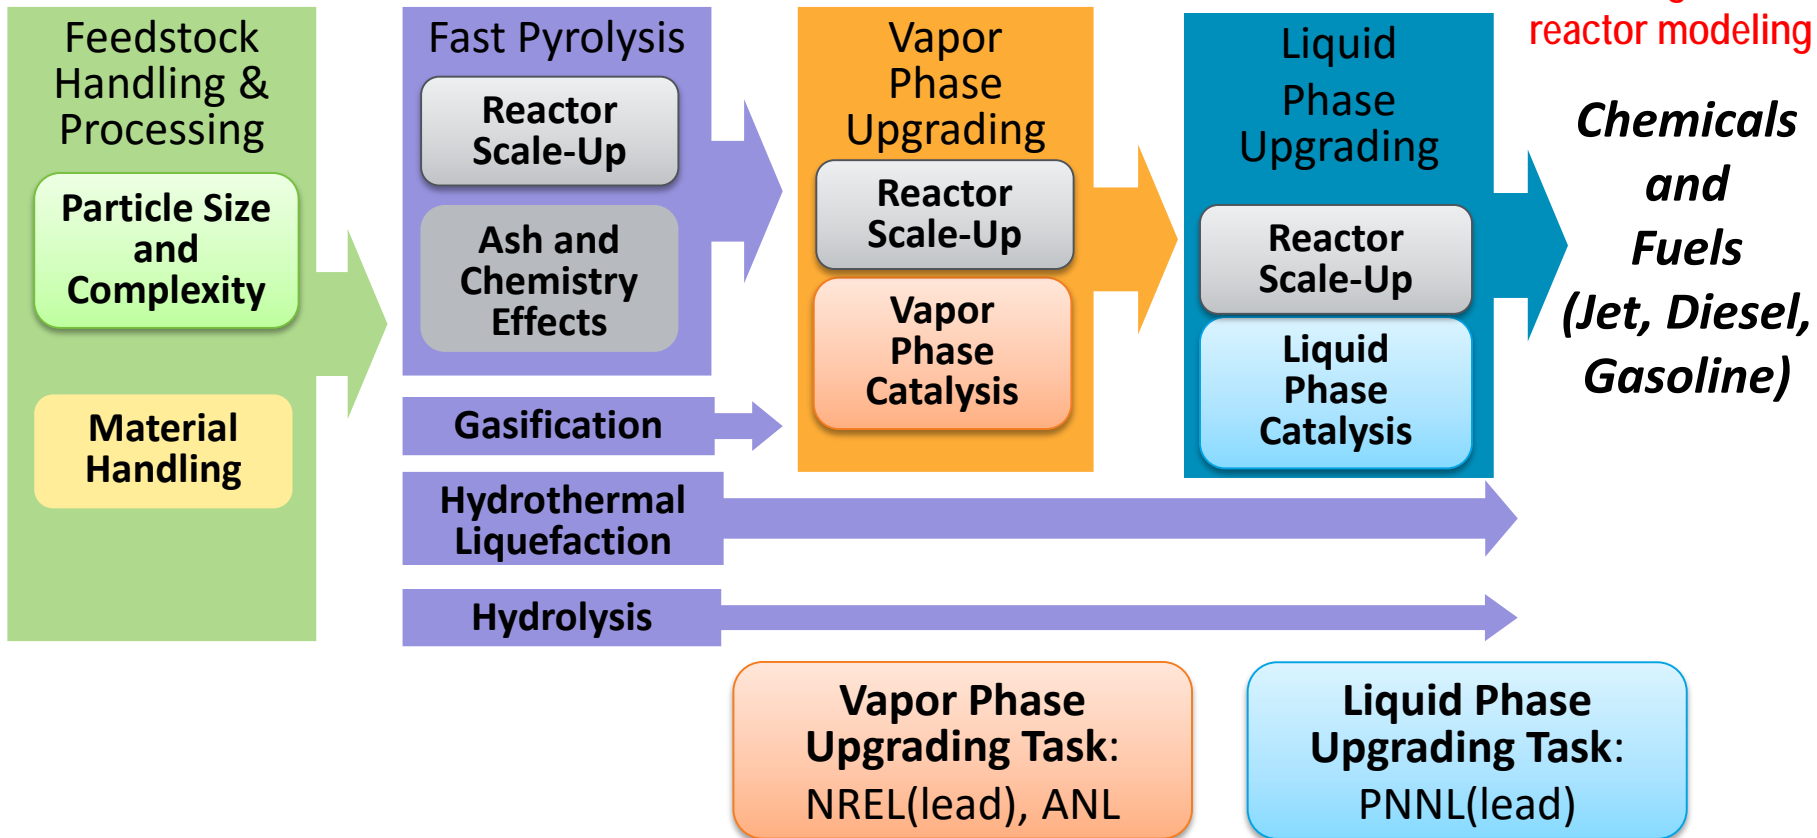 Feedstock
Handling &
Processing
Particle Size
and
Complexity
Material
Handling
Fast Pyrolysis
Reactor
Scale-Up
Ash and
Chemistry
Effects
Gasification
Hydrothermal
Liquefaction
Hydrolysis
Vapor
Phase
Upgrading
Reactor
Scale-Up
Vapor
Phase
Catalysis
Liquid
Phase
Upgrading
Reactor
Scale-Up
Liquid
Phase
Catalysis
reactor modeling
Chemicals
and
Fuels
(Jet, Diesel,
Gasoline)
Vapor Phase
Upgrading Task:
NREL(lead), ANL
Liquid Phase
Upgrading Task:
PNNL(lead)